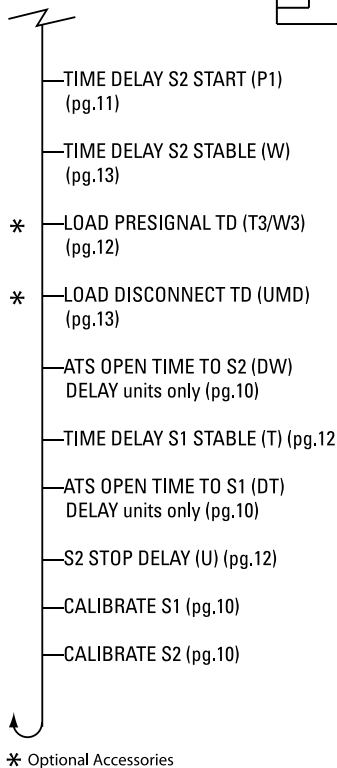 TIME DELAY S2 START (P1)
(pg.11)
TIME DELAY S2 STABLE (W)
(pg.13)
* LOAD PRESIGNAL TD (T3/W3)
(pg.12)
* LOAD DISCONNECT TD (UMD)
(pg.13)
ATS OPEN TIME TO S2 (DW)
DELAY units only (pg.10)
TIME DELAY S1 STABLE (T) (pg.12
ATS OPEN TIME TO S1 (DT)
DELAY units only (pg.10)
S2 STOP DELAY (U) (pg.12)
CALIBRATE S1 (pg.10)
CALIBRATE S2 (pg.10)
* Optional Accessories